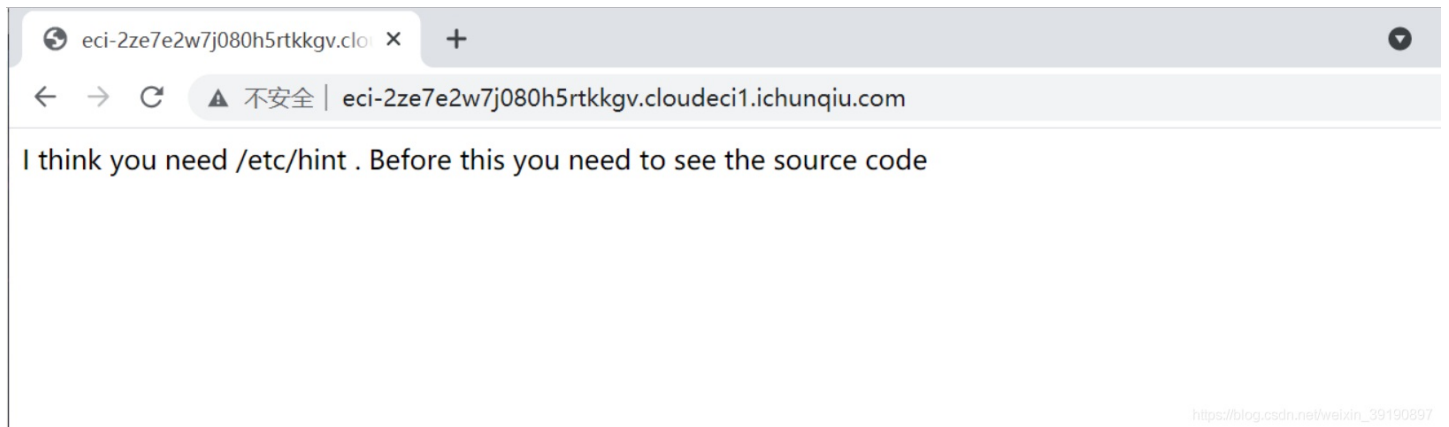 eci-2ze7e2w7j080h5rtkkgv.clo
不安全 | eci-2ze7e2w7j080h5rtkkgv.cloudeci1.ichunqiu.com
I think you need /etc/hint . Before this you need to see the source code
https://blog.csdn.net/weixin_39190897